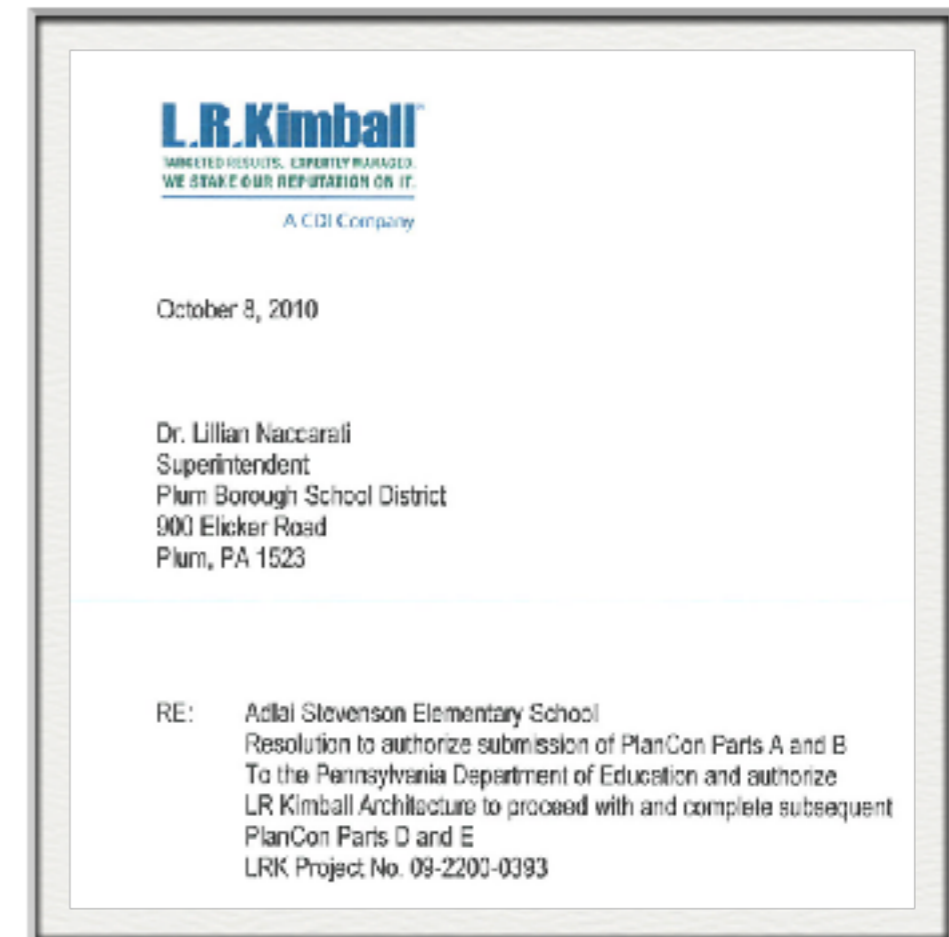 L.R.Kimball
TARGETED RESULTS. EXPERTLY MANAGED.
WE STAKE OUR REPUTATION ON IT.
A CDI Company
October 8, 2010
Dr. Lillian Naccarati
Superintendent
Plum Borough School District
900 Elicker Road
Plum, PA 1523
RE: Adlai Stevenson Elementary School
Resolution to authorize submission of PlanCon Parts A and B
To the Pennsylvania Department of Education and authorize
LR Kimball Architecture to proceed with and complete subsequent
PlanCon Parts D and E
LRK Project No. 09-2200-0393